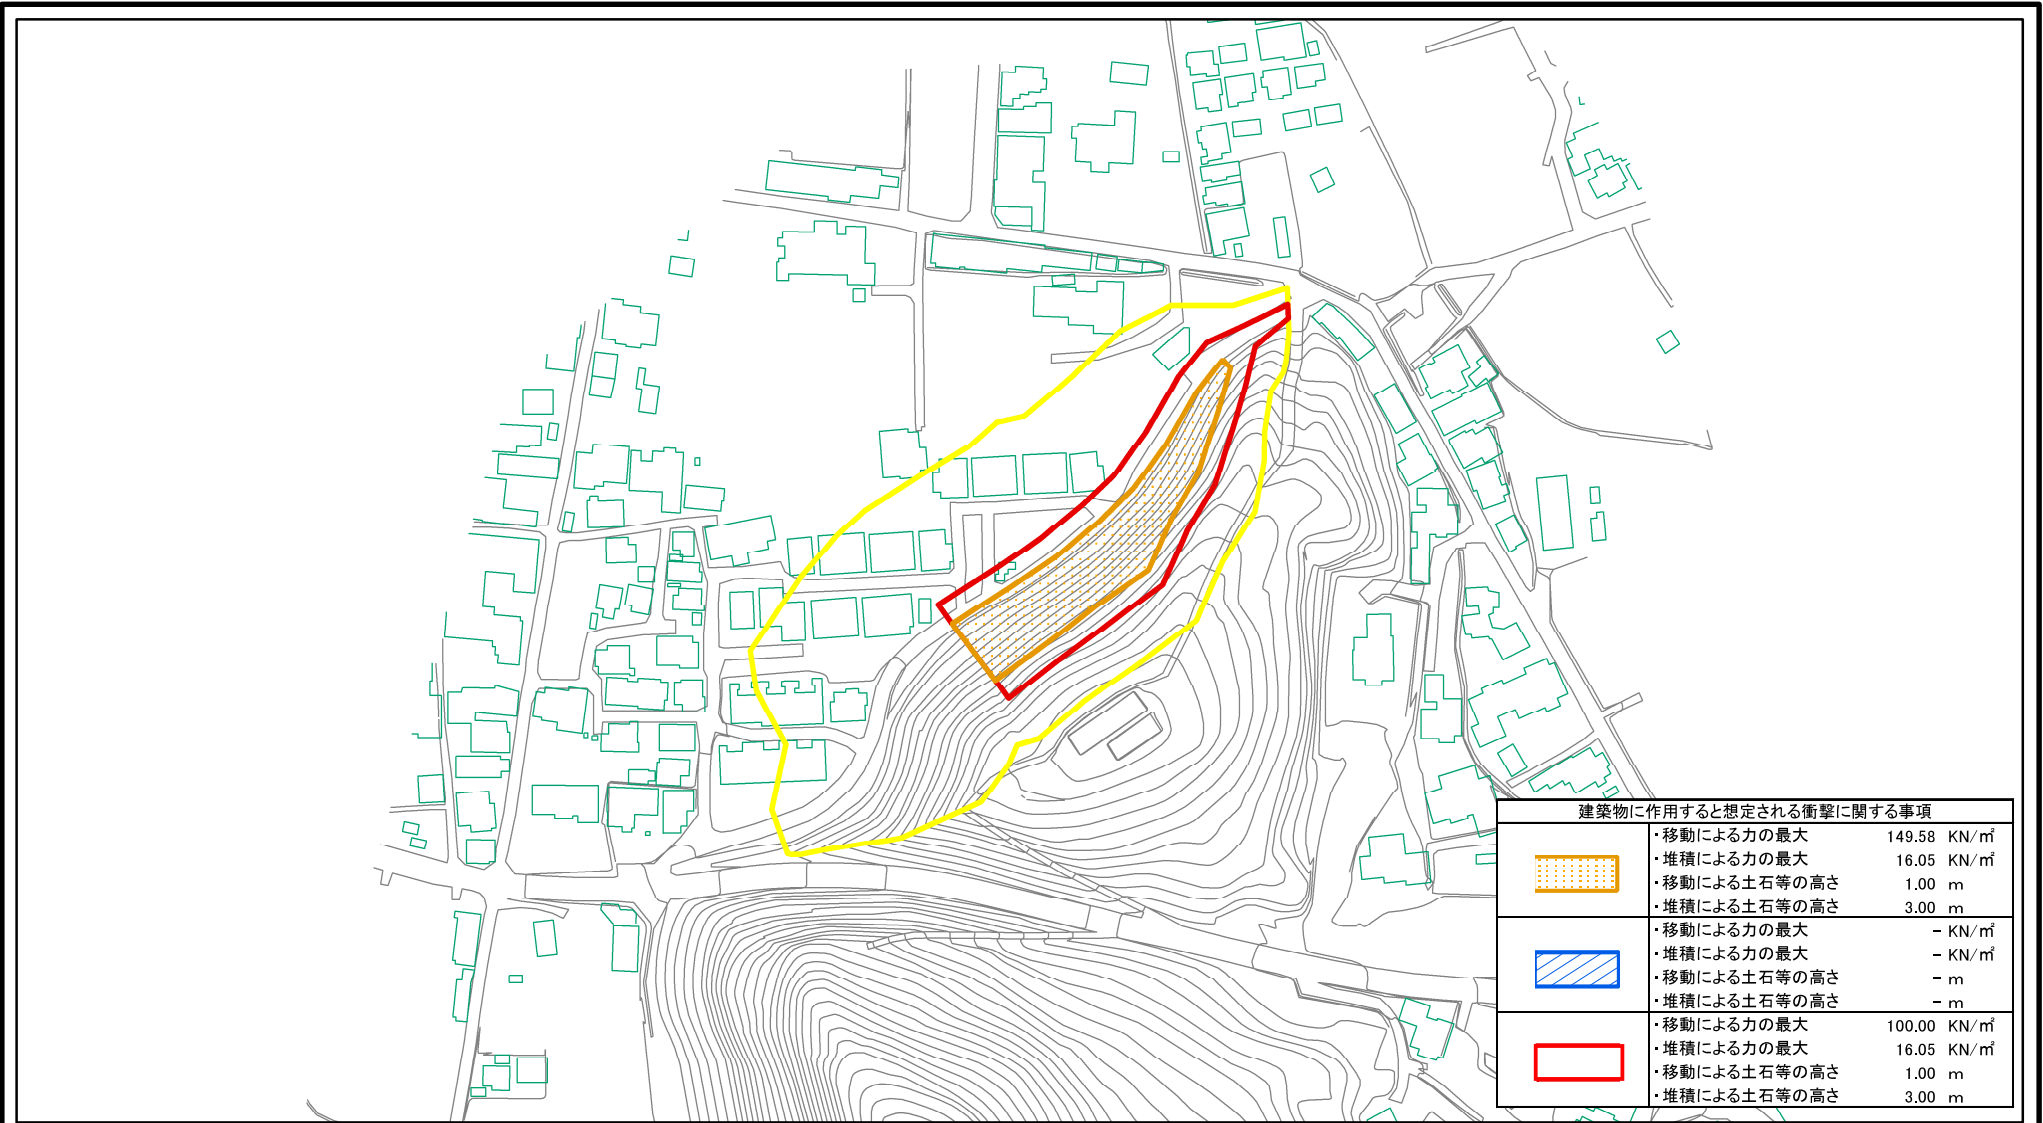 建築物に作用すると想定される衝撃に関する事項
・移動による力の最大 149.58 KN/㎡
・堆積による力の最大 16.05 KN/㎡
・移動による土石等の高さ 1.00 m
・堆積による土石等の高さ 3.00 m
・移動による力の最大 - KN/㎡
・堆積による力の最大 - KN/㎡
・移動による土石等の高さ - m
・堆積による土石等の高さ - m
・移動による力の最大 100.00 KN/㎡
・堆積による力の最大 16.05 KN/㎡
・移動による土石等の高さ 1.00 m
・堆積による土石等の高さ 3.00 m